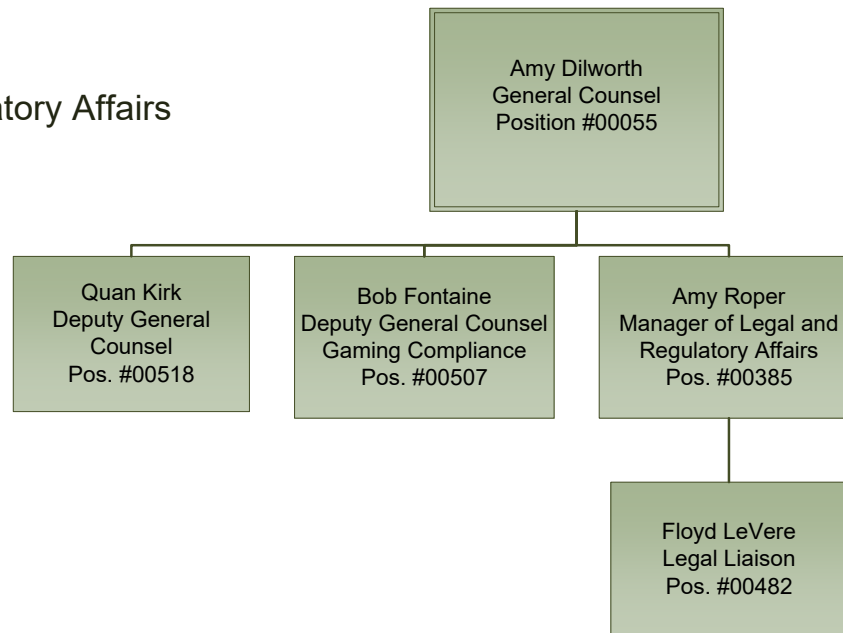 Amy Dilworth
General Counsel
Position #00055
Affairs
Quan Kirk
Deputy General
Counsel
Pos. #00518
Bob Fontaine
Deputy General Counsel
Gaming Compliance
Pos. #00507
Amy Roper
Manager of Legal and
Regulatory Affairs
Pos. #00385
Floyd LeVere
Legal Liaison
Pos. #00482